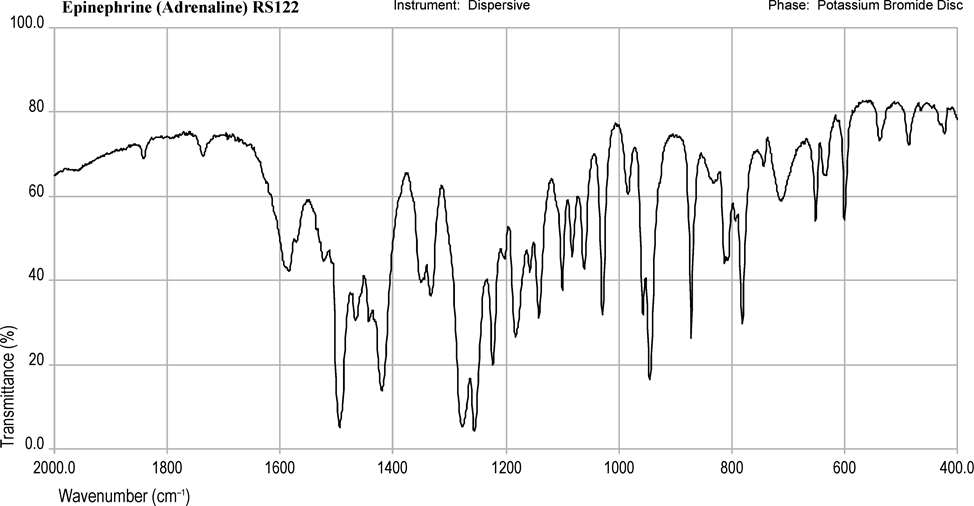 Epinephrine (Adrenaline) RS122 Instrument: Dispersive Phase: Potassium Bromide Disc
100.0
80
60
40
20
0.0
Transmittance (%)
2000.0 1800 1600 1400 1200 1000 800 600 400.0
Wavenumber (cm⁻¹)